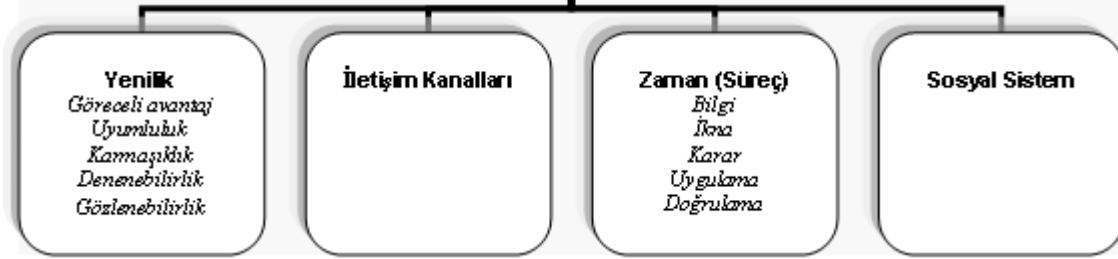 Yenilik
Göreceli avantaj
Uyumluluk
Karmaşıklık
Denenebilirlik
Gözlenebilirlik
İletişim Kanalları
Zaman (Süreç)
Bilgi
İkna
Karar
Uygulama
Doğrulama
Sosyal Sistem